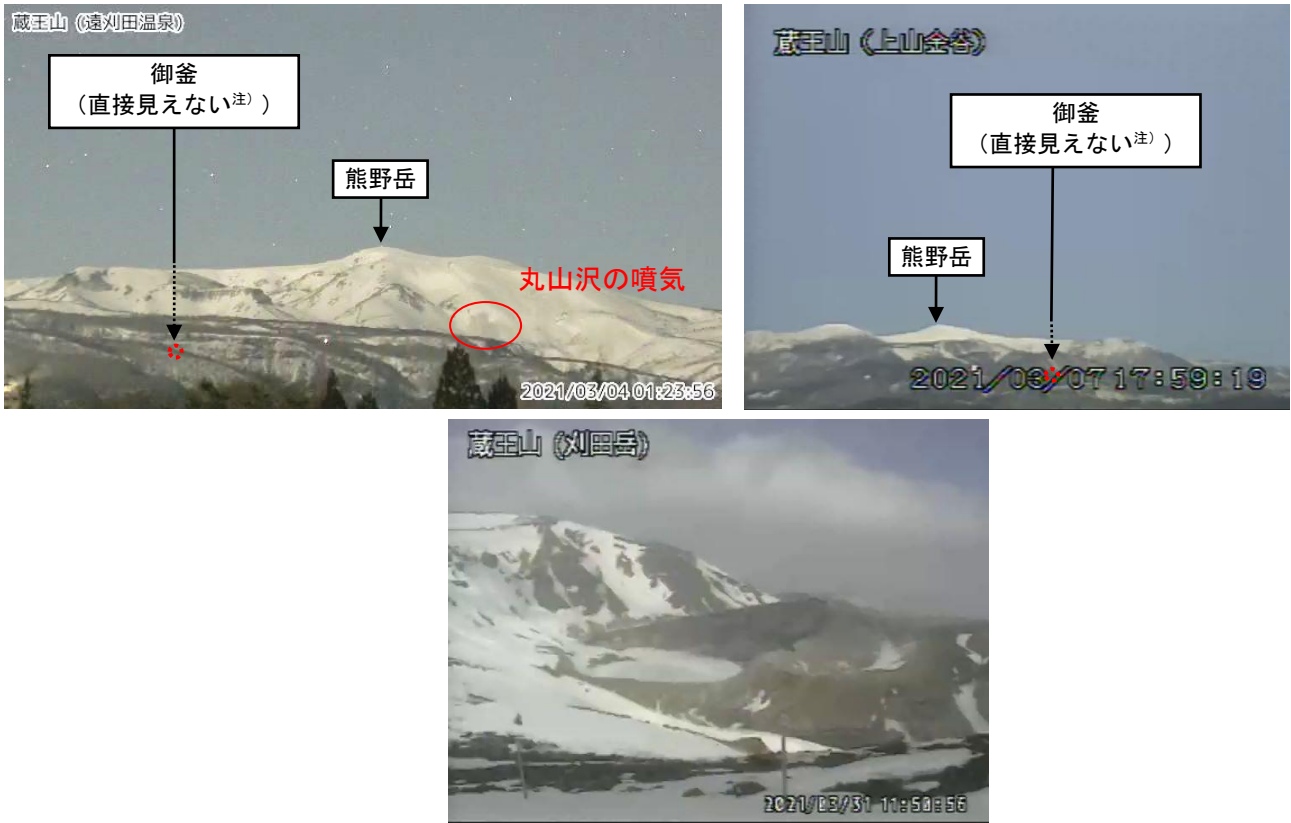 蔵王山（遠刈田温泉）
御釜
（直接見えない注））
熊野岳
丸山沢の噴気
2021/03/04 01:23:56
蔵王山（上山金谷）
御釜
（直接見えない注））
熊野岳
2021/03/07 17:59:19
蔵王山（刈田岳）
2021/03/31 11:50:56